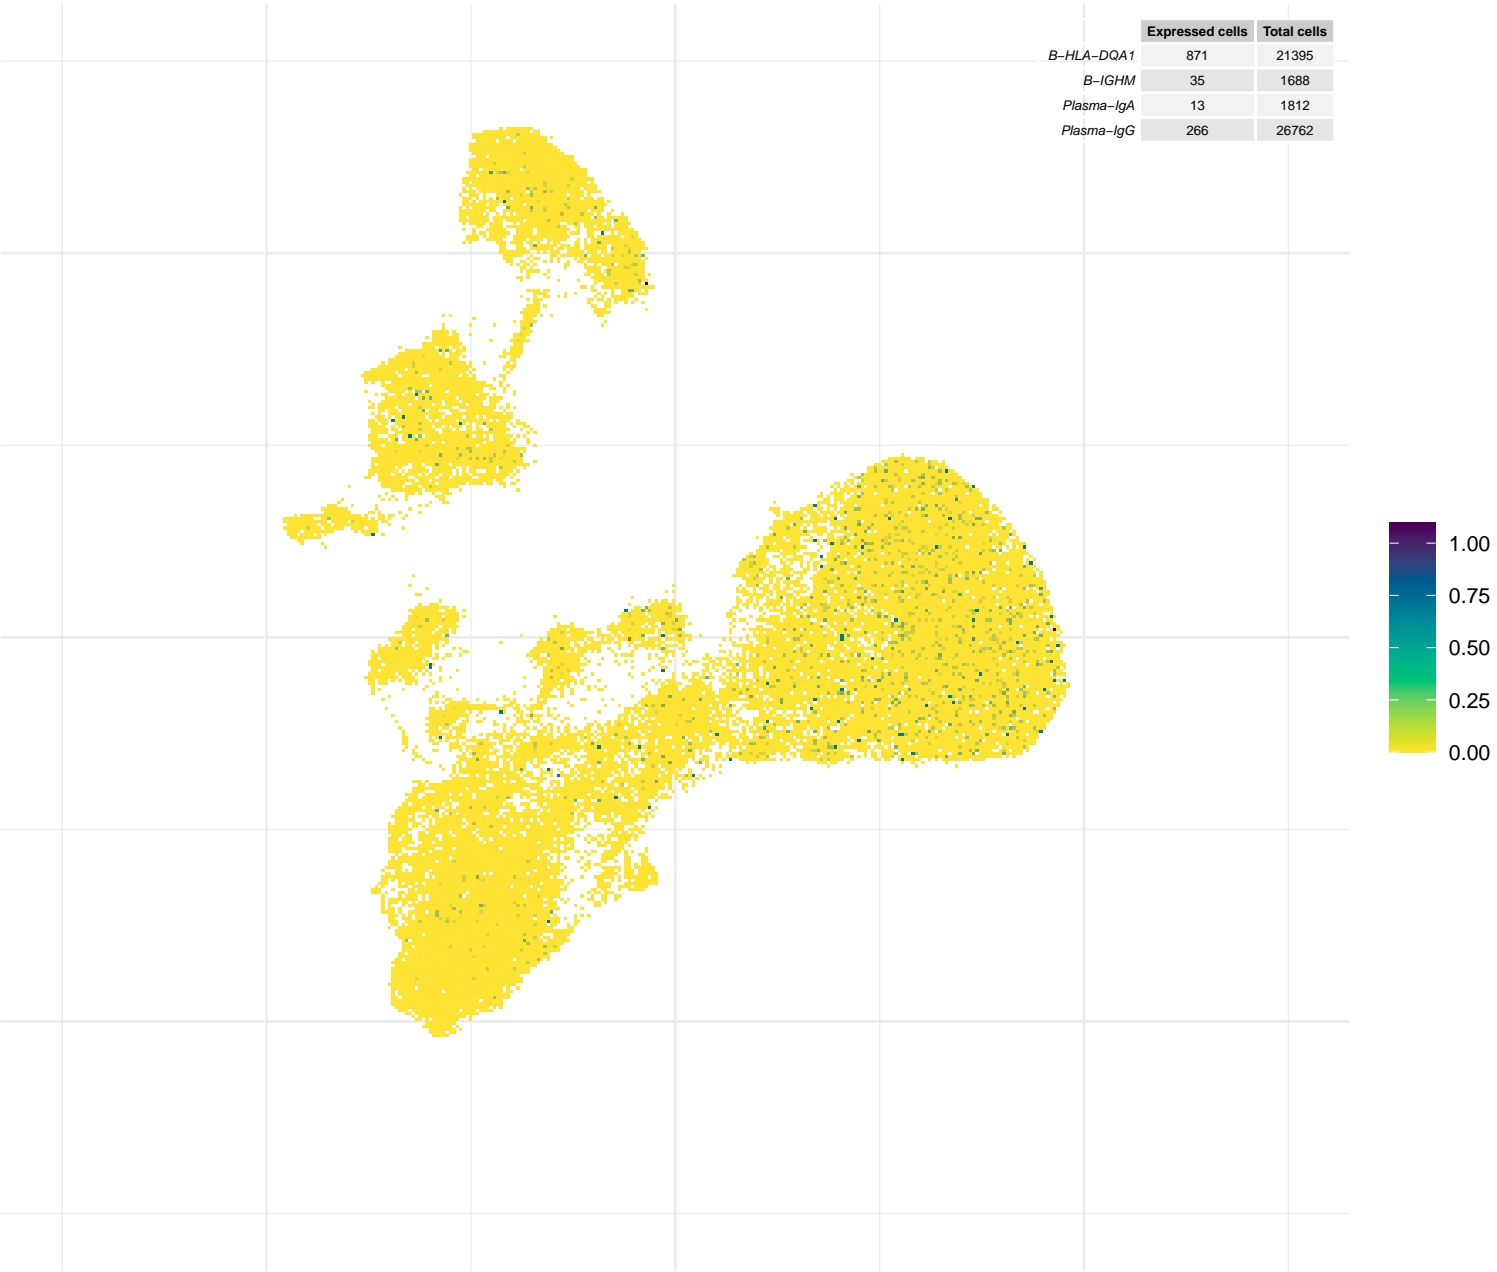 Expressed cells Total cells
B−HLA−DQA1 871 21395
B−IGHM 35 1688
Plasma−IgA 13 1812
Plasma−IgG 266 26762
1.00
0.75
0.50
0.25
0.00